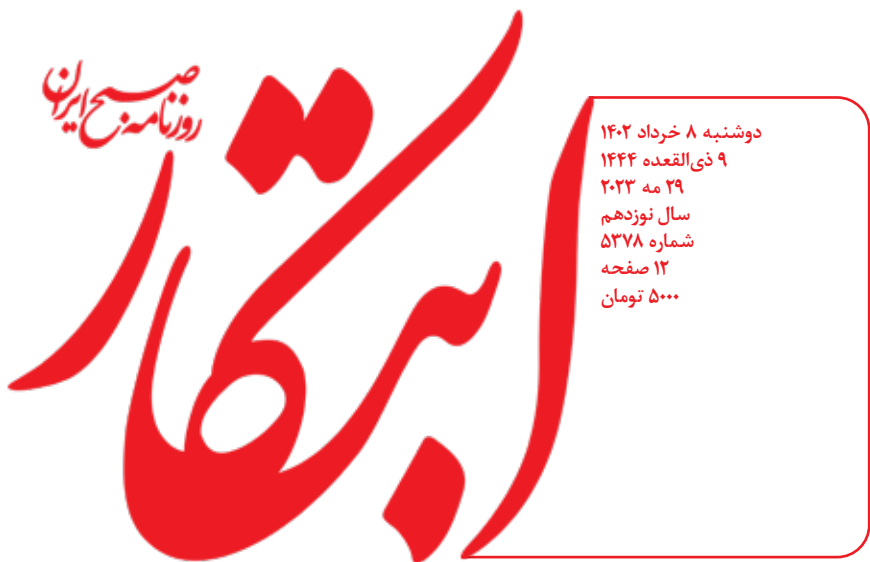 ابتکار
روزنامه صبح ایران
دوشنبه ۸ خرداد ۱۴۰۲
۹ ذی‌القعده ۱۴۴۴
۲۹ مه ۲۰۲۳
سال نوزدهم
شماره ۵۳۷۸
۱۲ صفحه
۵۰۰۰ تومان